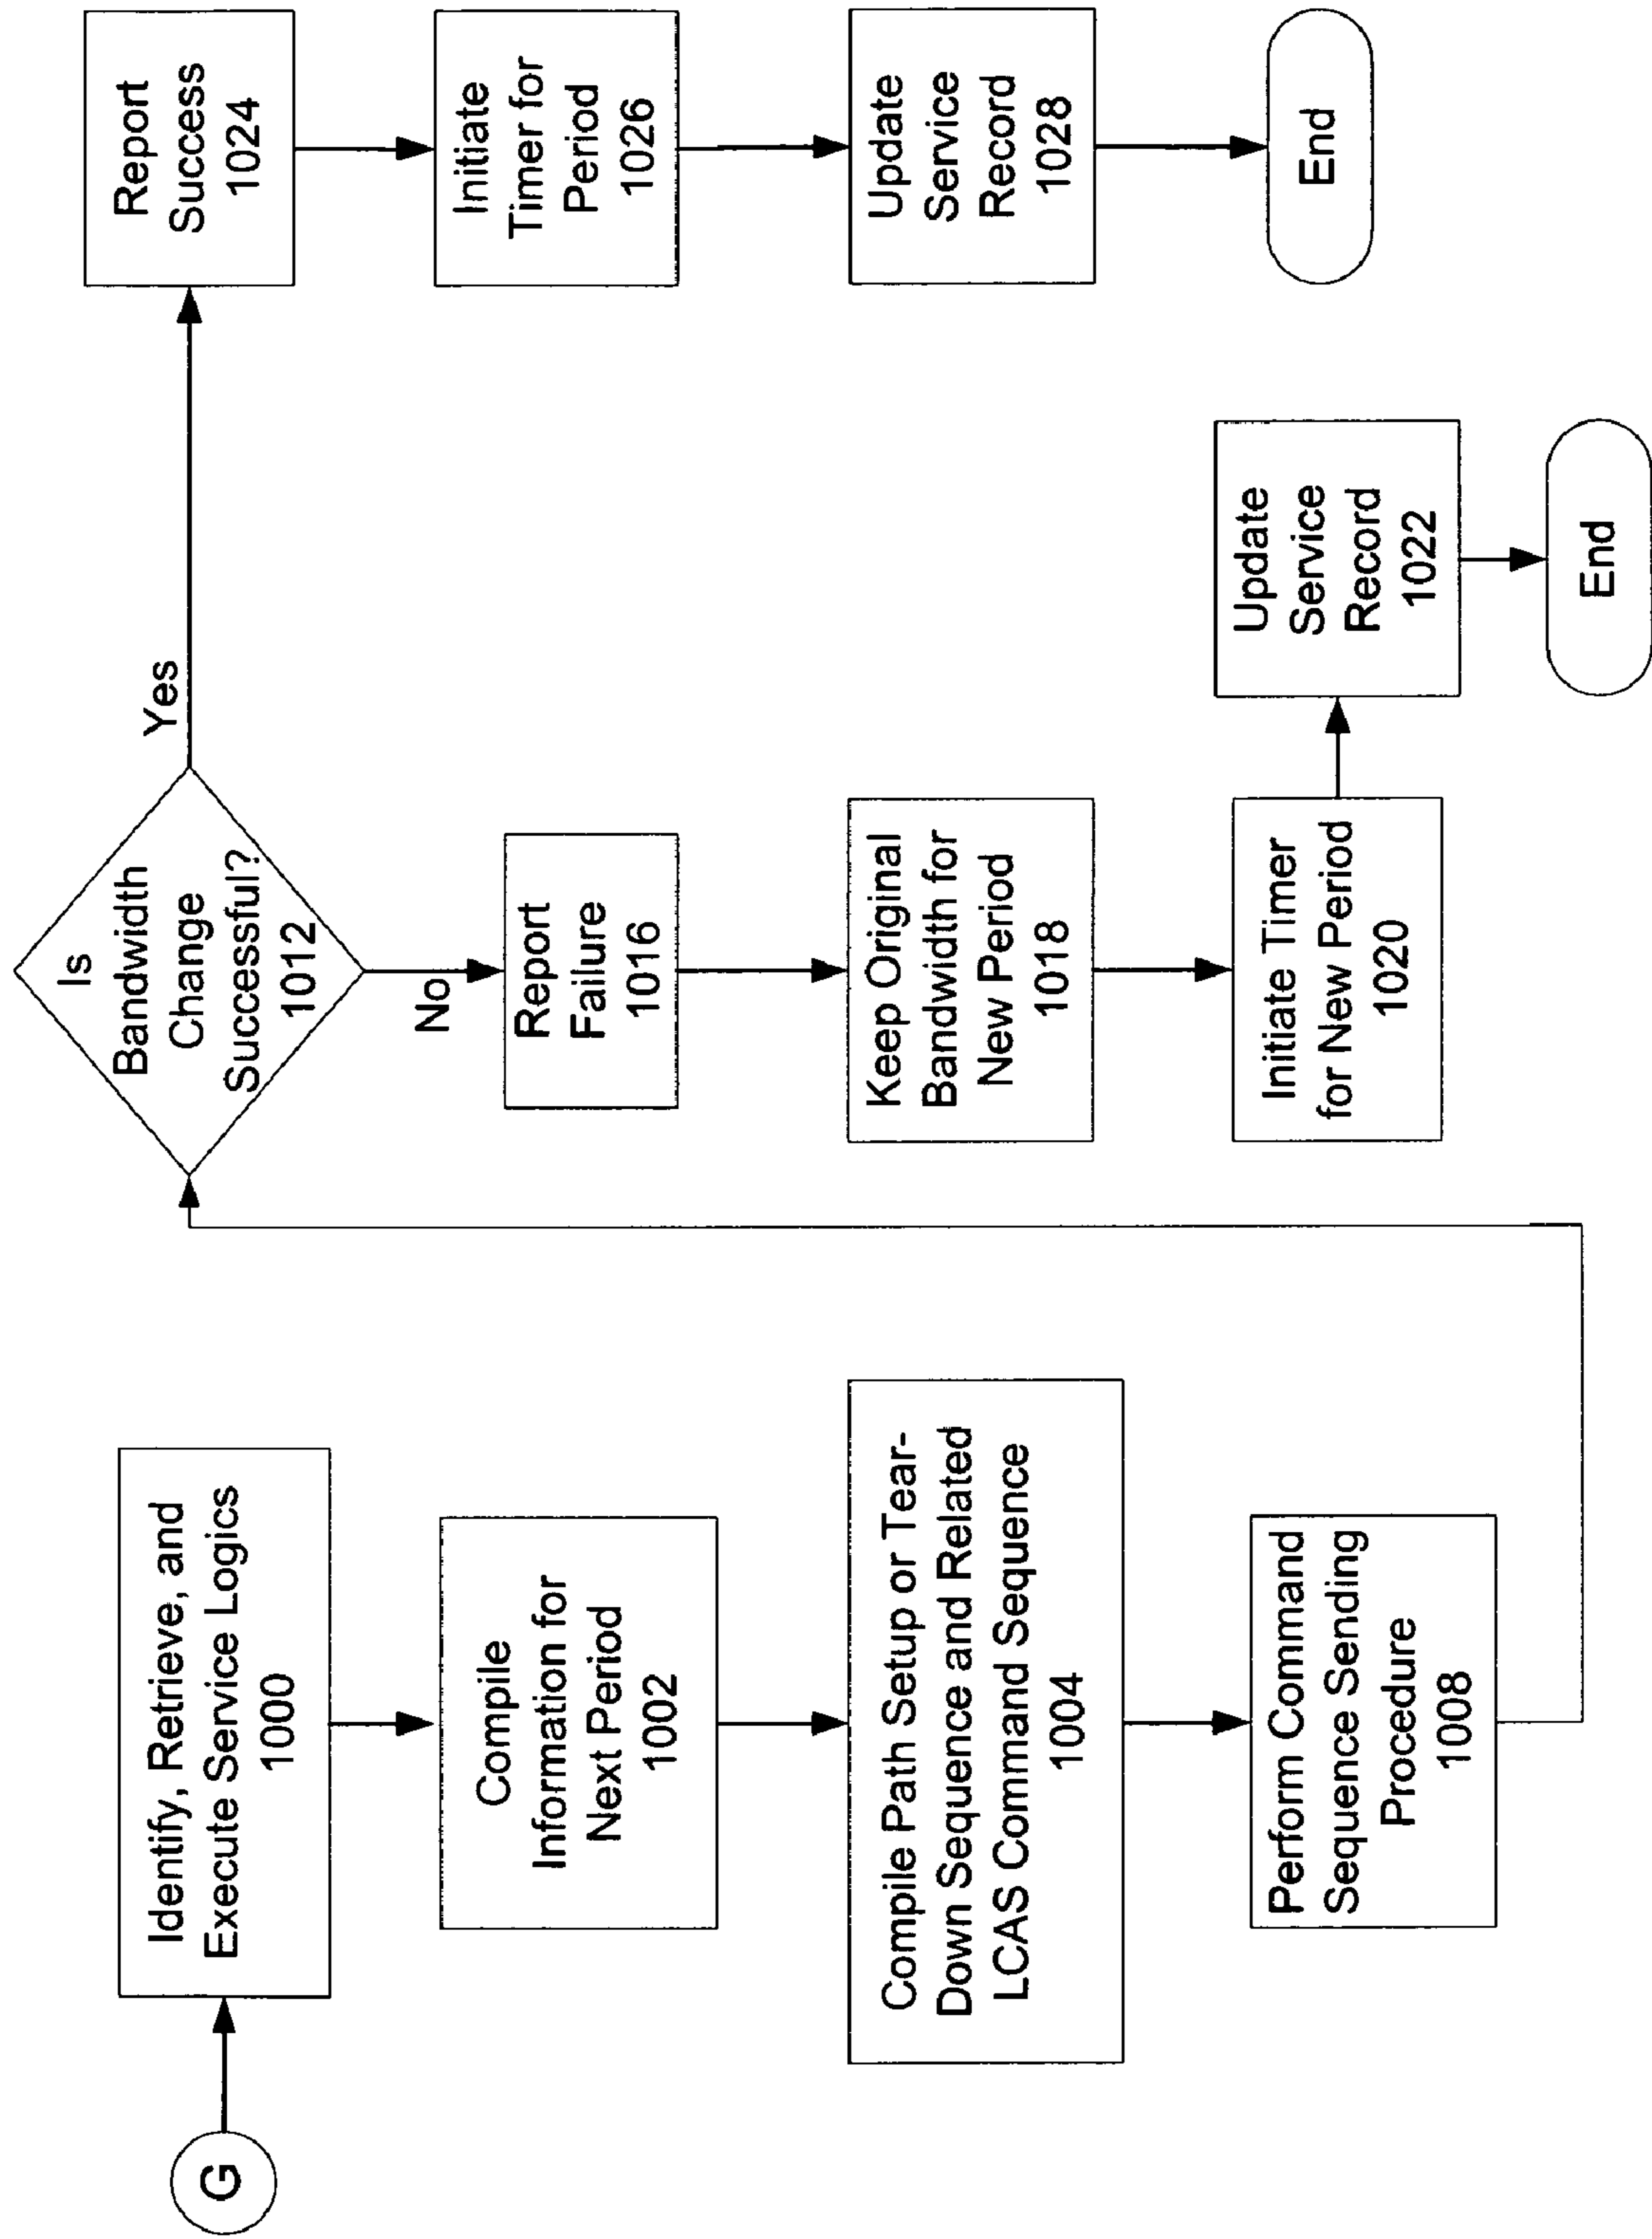 G
Identify, Retrieve, and
Execute Service Logics
1000
Compile
Information for
Next Period
1002
Compile Path Setup or Tear-
Down Sequence and Related
LCAS Command Sequence
1004
Perform Command
Sequence Sending
Procedure
1008
Is
Bandwidth
Change
Successful?
1012
Yes
No
Report
Failure
1016
Keep Original
Bandwidth for
New Period
1018
Initiate Timer
for New Period
1020
Update
Service
Record
1022
End
Report
Success
1024
Initiate
Timer for
Period
1026
Update
Service
Record
1028
End